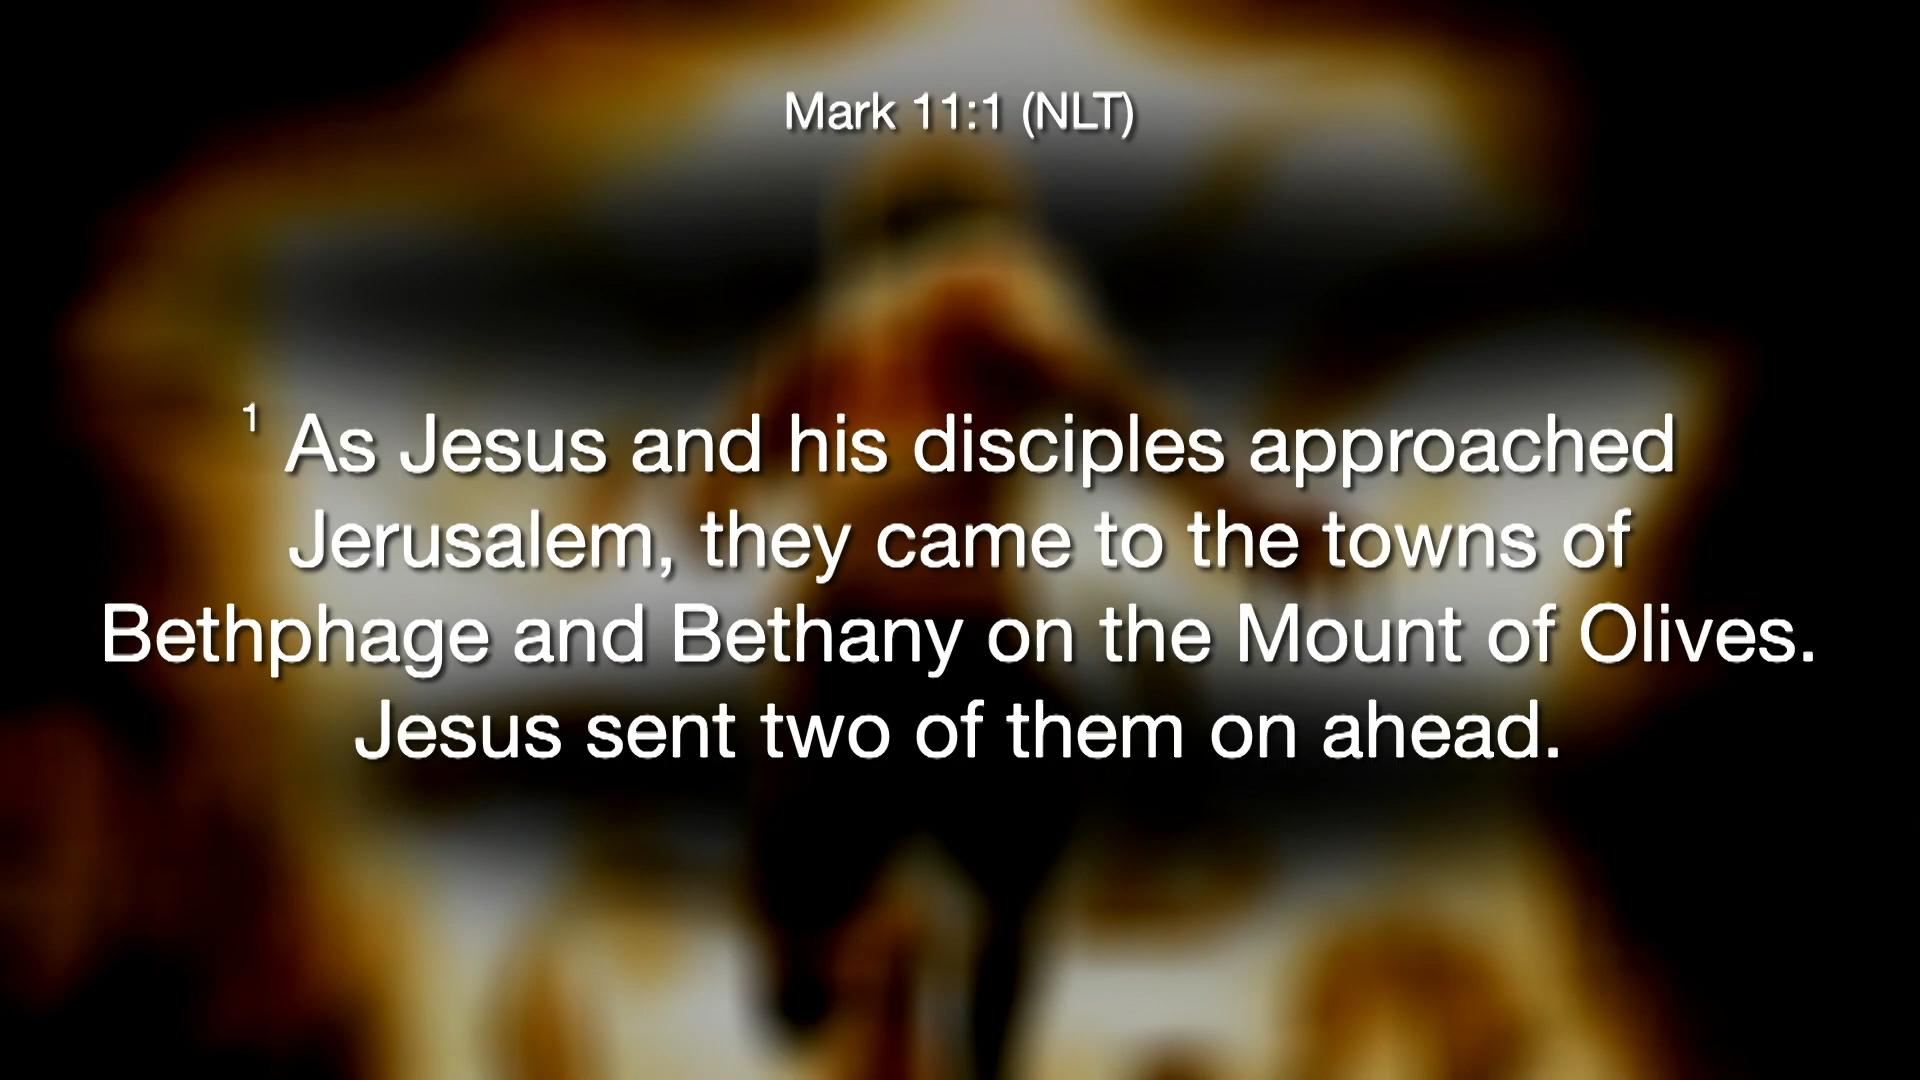 Mark 11:1 (NLT)
1 As Jesus and his disciples approached
Jerusalem, they came to the towns of
Bethphage and Bethany on the Mount of Olives.
Jesus sent two of them on ahead.